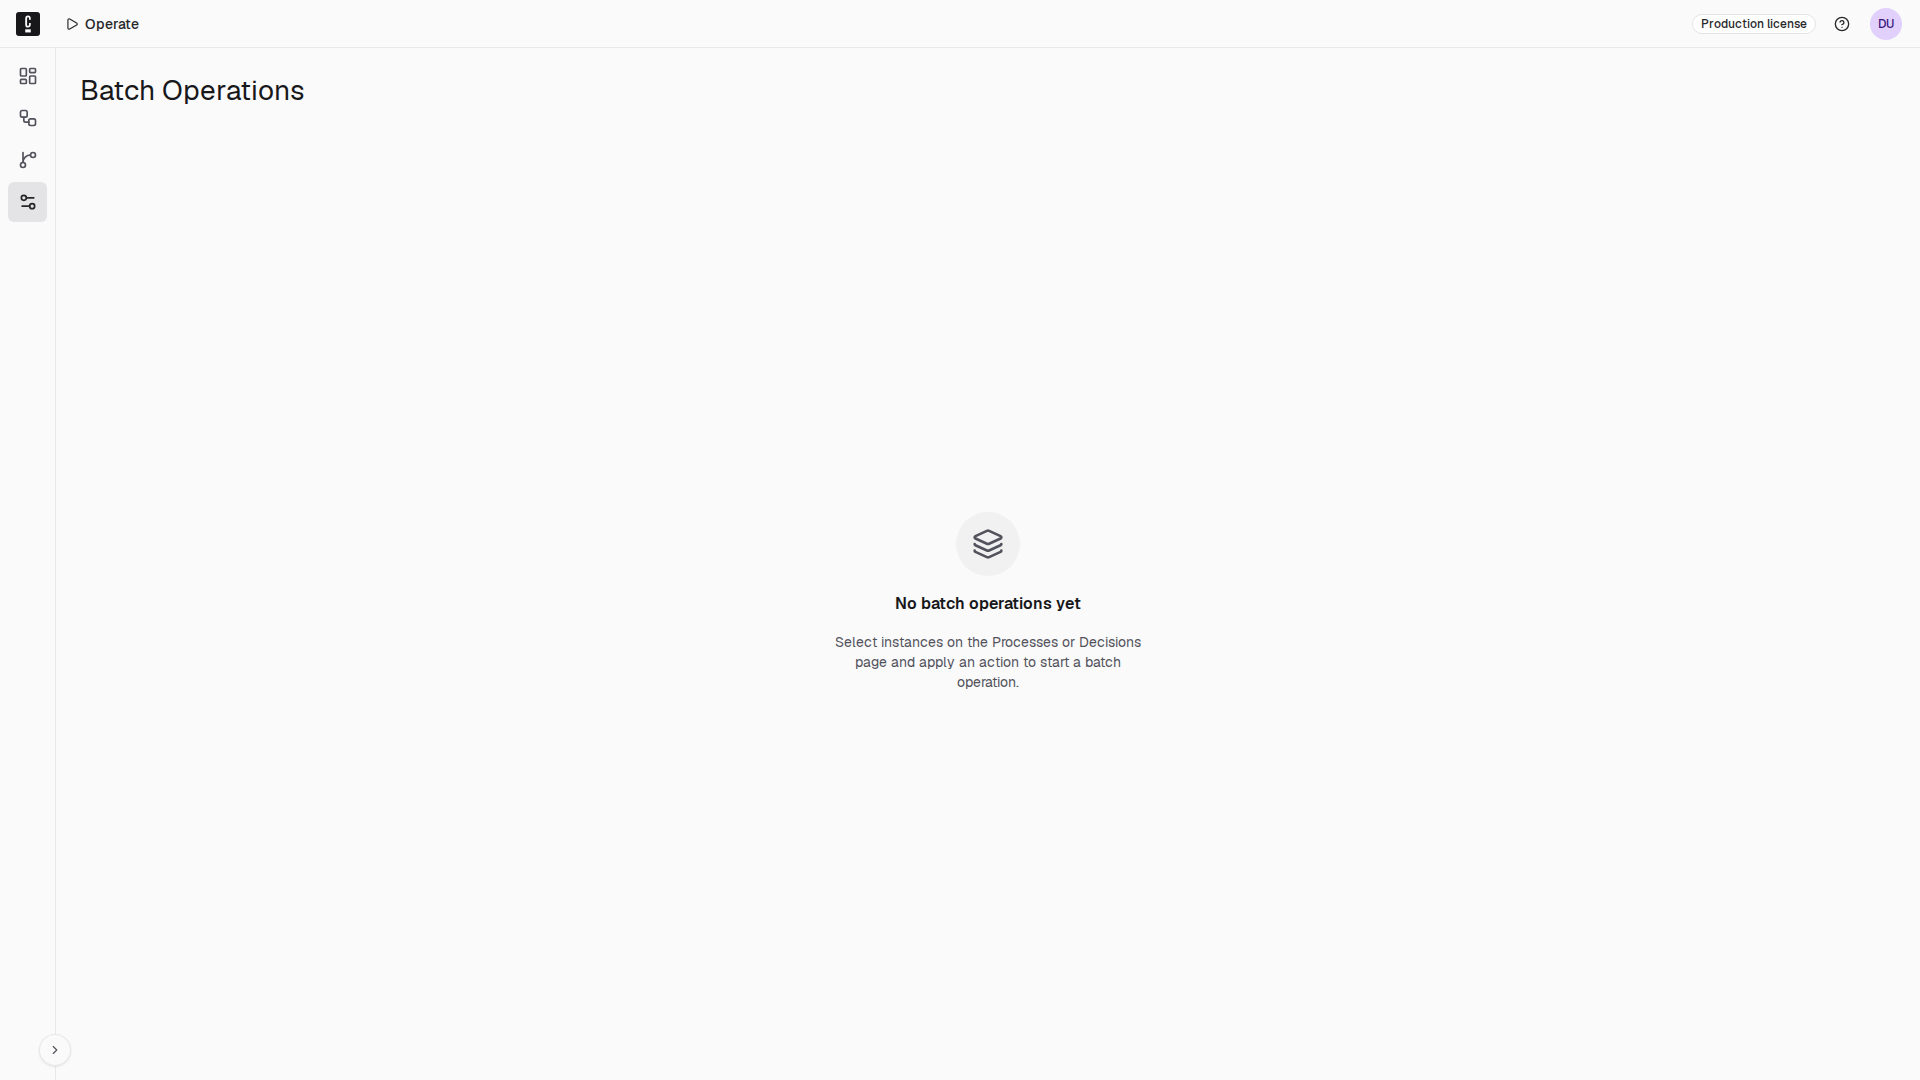 Operate
Production license
DU
Batch Operations
No batch operations yet
Select instances on the Processes or Decisions
page and apply an action to start a batch
operation.